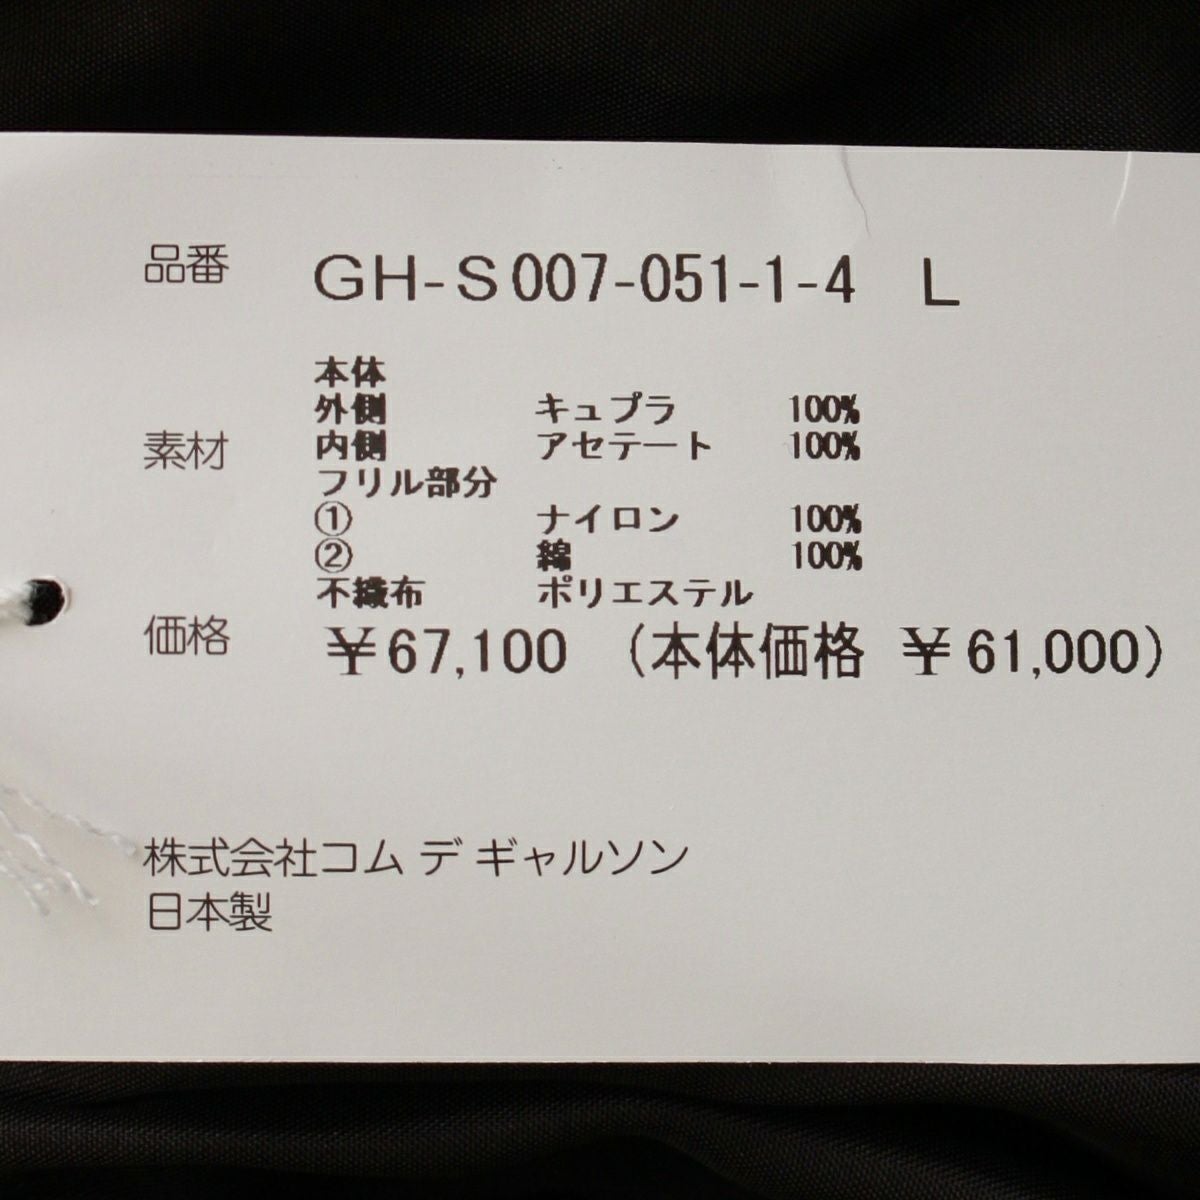 品番 GH-S007-051-1-4 L
本体
外側 キュプラ 100%
素材 内側 アセテート 100%
フリル部分
① ナイロン 100%
② 綿 100%
不織布 ポリエステル
価格 ￥67,100 (本体価格 ￥61,000)
株式会社コム デ ギャルソン
日本製